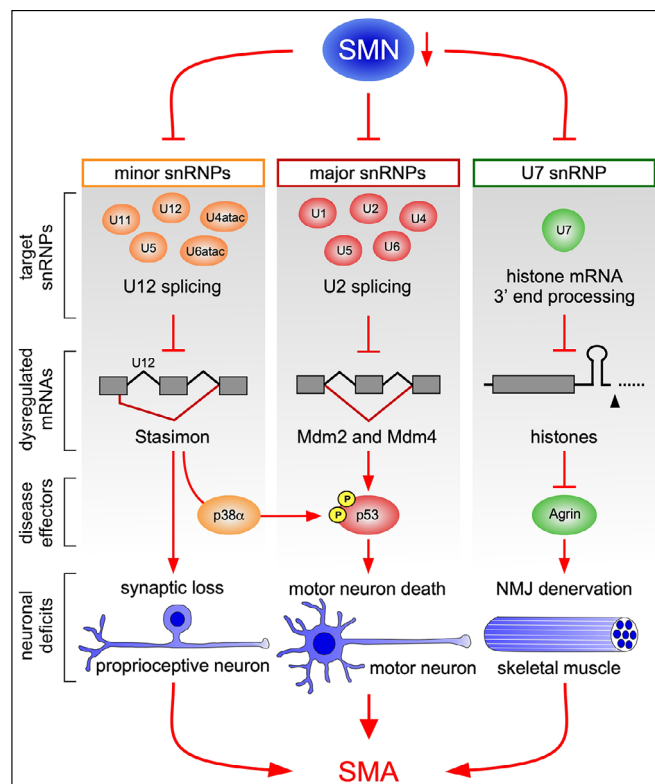 SMN
minor snRNPs
major snRNPs
U7 snRNP
target
snRNPs
U11
U12
U4atac
U5
U6atac
U1
U2
U4
U5
U6
U7
U12 splicing
U2 splicing
histone mRNA
3' end processing
dysregulated
mRNAs
U12
Stasimon
Mdm2 and Mdm4
histones
disease
effectors
p38α
P
P
p53
Agrin
neuronal
deficits
synaptic loss
motor neuron death
NMJ denervation
proprioceptive neuron
motor neuron
skeletal muscle
SMA